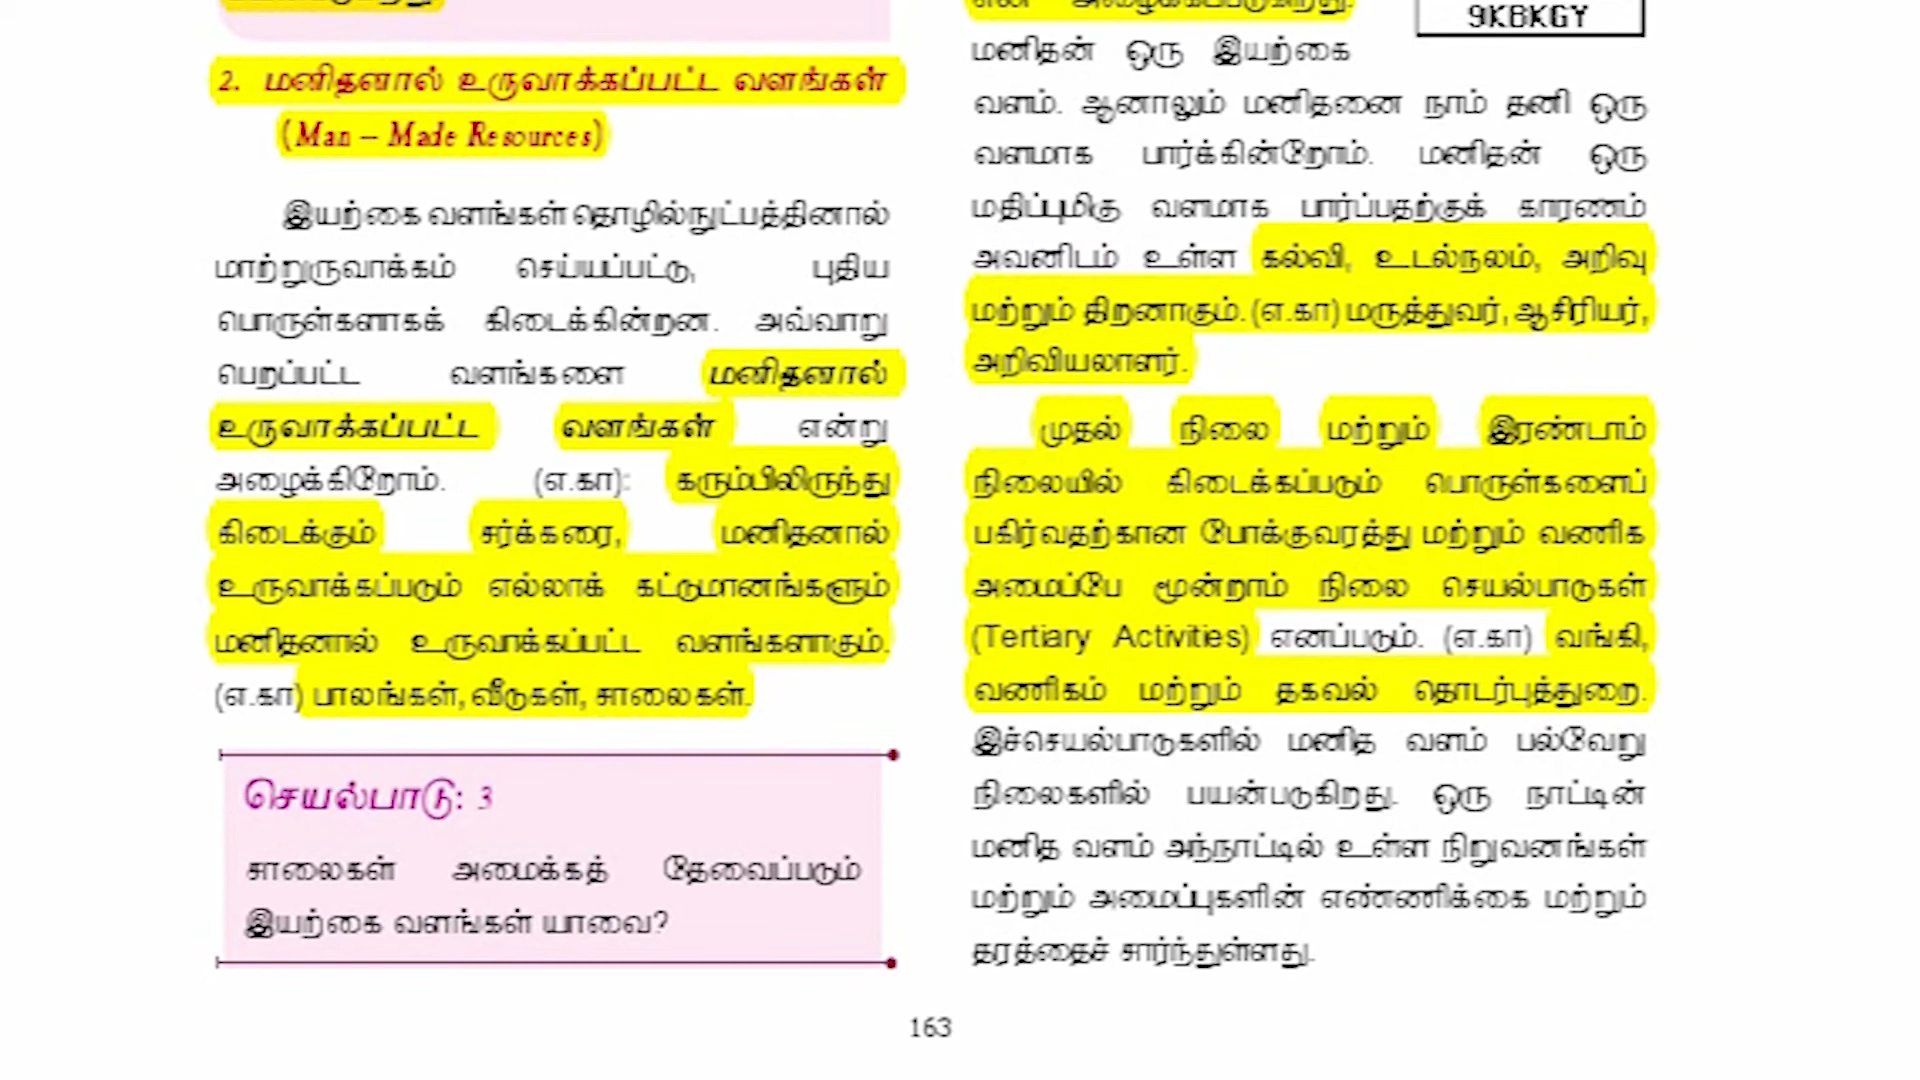 2. மனிதனால் உருவாக்கப்பட்ட வளங்கள்
(Man – Made Resources)
இயற்கை வளங்கள் தொழில்நுட்பத்தினால்
மாற்றுருவாக்கம் செய்யப்பட்டு, புதிய
பொருள்களாகக் கிடைக்கின்றன. அவ்வாறு
பெறப்பட்ட வளங்களை மனிதனால்
உருவாக்கப்பட்ட வளங்கள் என்று
அழைக்கிறோம். (எ.கா): கரும்பிலிருந்து
கிடைக்கும் சர்க்கரை, மனிதனால்
உருவாக்கப்படும் எல்லாக் கட்டுமானங்களும்
மனிதனால் உருவாக்கப்பட்ட வளங்களாகும்.
(எ.கா) பாலங்கள், வீடுகள், சாலைகள்.
செயல்பாடு: 3
சாலைகள் அமைக்கத் தேவைப்படும்
இயற்கை வளங்கள் யாவை?
என அழைக்கப்படுகிறது.
9KBKGY
மனிதன் ஒரு இயற்கை
வளம். ஆனாலும் மனிதனை நாம் தனி ஒரு
வளமாக பார்க்கின்றோம். மனிதன் ஒரு
மதிப்புமிகு வளமாக பார்ப்பதற்குக் காரணம்
அவனிடம் உள்ள கல்வி, உடல்நலம், அறிவு
மற்றும் திறனாகும். (எ.கா) மருத்துவர், ஆசிரியர்,
அறிவியலாளர்.
முதல் நிலை மற்றும் இரண்டாம்
நிலையில் கிடைக்கப்படும் பொருள்களைப்
பகிர்வதற்கான போக்குவரத்து மற்றும் வணிக
அமைப்பே மூன்றாம் நிலை செயல்பாடுகள்
(Tertiary Activities) எனப்படும். (எ.கா) வங்கி,
வணிகம் மற்றும் தகவல் தொடர்புத்துறை.
இச்செயல்பாடுகளில் மனித வளம் பல்வேறு
நிலைகளில் பயன்படுகிறது. ஒரு நாட்டின்
மனித வளம் அந்நாட்டில் உள்ள நிறுவனங்கள்
மற்றும் அமைப்புகளின் எண்ணிக்கை மற்றும்
தரத்தைச் சார்ந்துள்ளது.
163